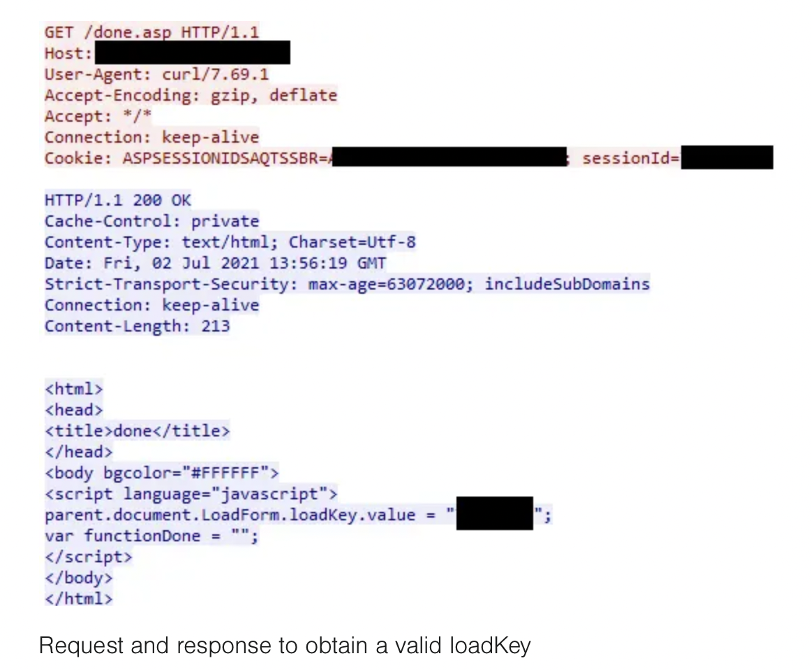 GET /done.asp HTTP/1.1
Host:
User-Agent: curl/7.69.1
Accept-Encoding: gzip, deflate
Accept: */*
Connection: keep-alive
Cookie: ASPSESSIONIDSAQTSSBR= ; sessionId=
HTTP/1.1 200 OK
Cache-Control: private
Content-Type: text/html; Charset=Utf-8
Date: Fri, 02 Jul 2021 13:56:19 GMT
Strict-Transport-Security: max-age=63072000; includeSubDomains
Connection: keep-alive
Content-Length: 213
<html>
<head>
<title>done</title>
</head>
<body bgcolor="#FFFFFF">
<script language="javascript">
parent.document.LoadForm.loadKey.value = " ";
var functionDone = "";
</script>
</body>
</html>
Request and response to obtain a valid loadKey